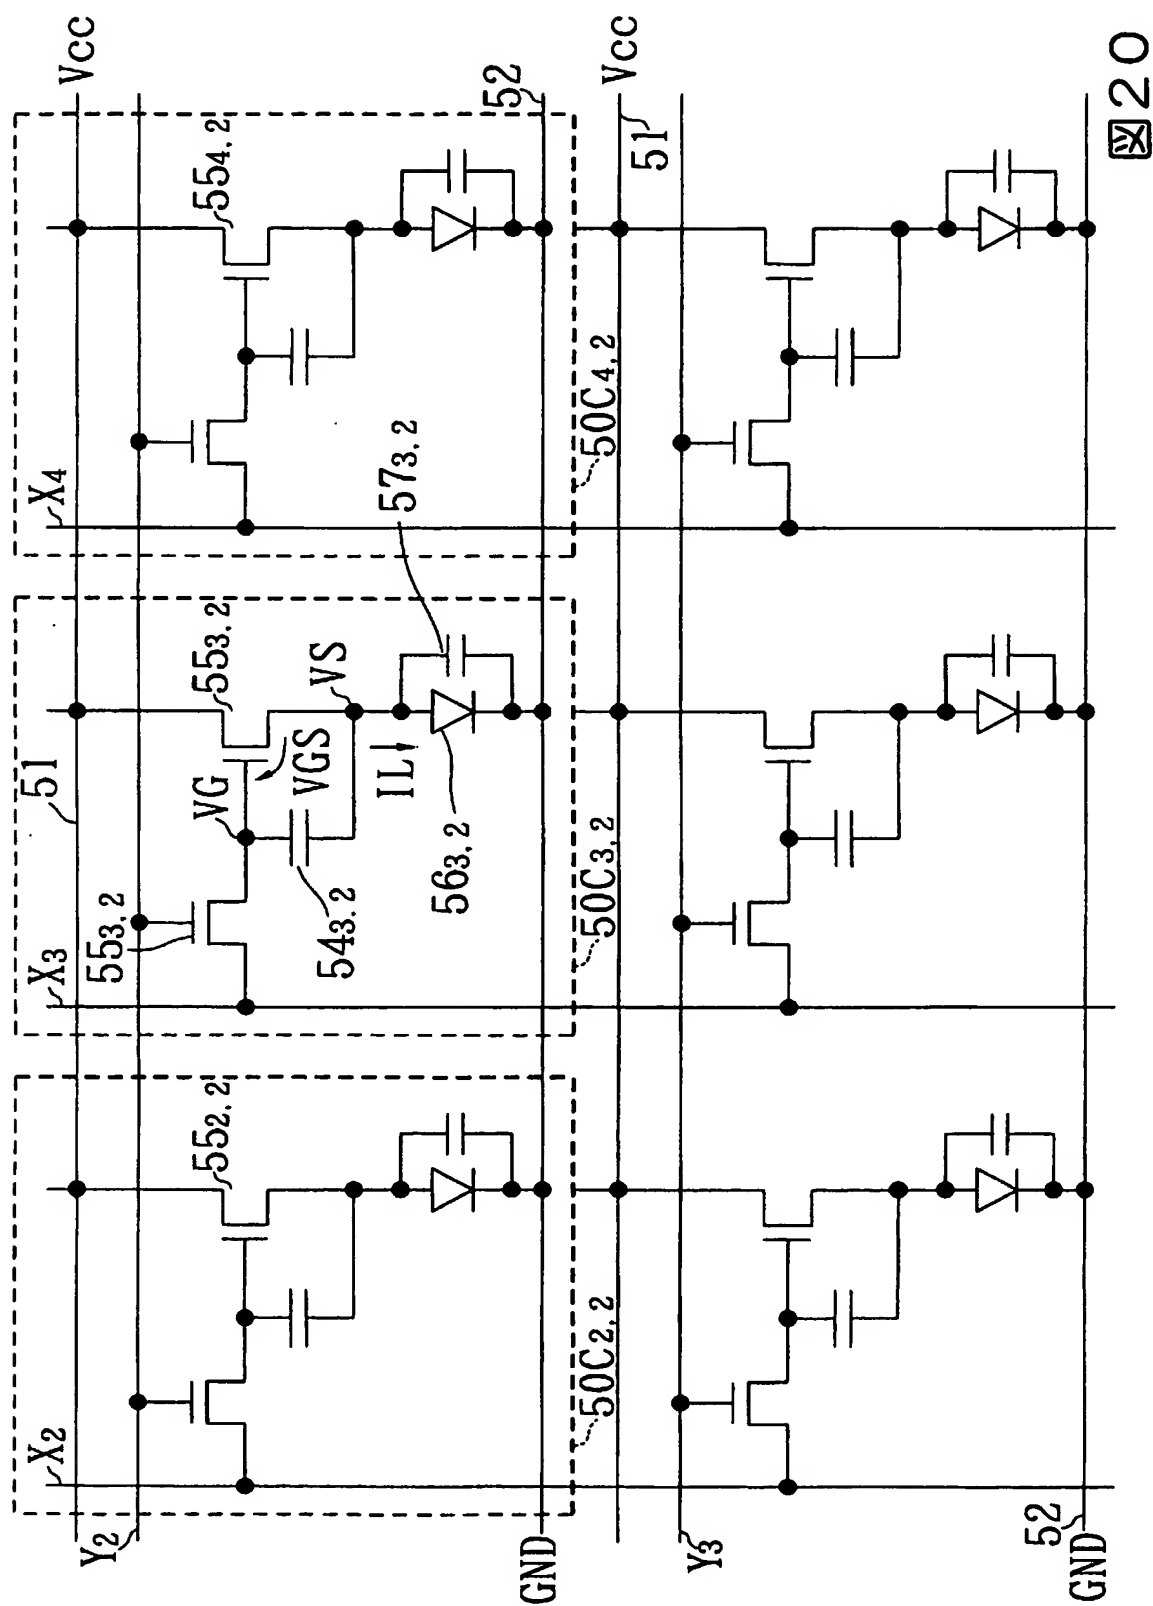 X2
X3
X4
Vcc
51
553,2
Y2
552,2
553,2
554,2
VG
VGS
VS
543,2
IL
563,2
573,2
GND
52
50C2,2
50C3,2
50C4,2
Vcc
51
Y3
52
GND
図20